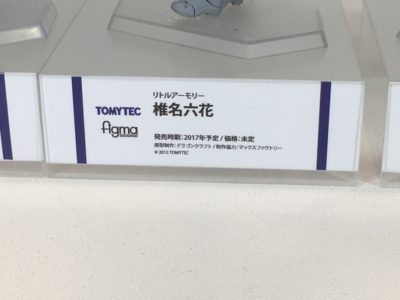 リトルアーモリー
TOMYTEC
figma
椎名六花
発売時期:2017年予定 / 価格:未定
原型制作:ドラゴンクラフト / 制作協力:マックスファクトリー
© 2013 TOMYTEC